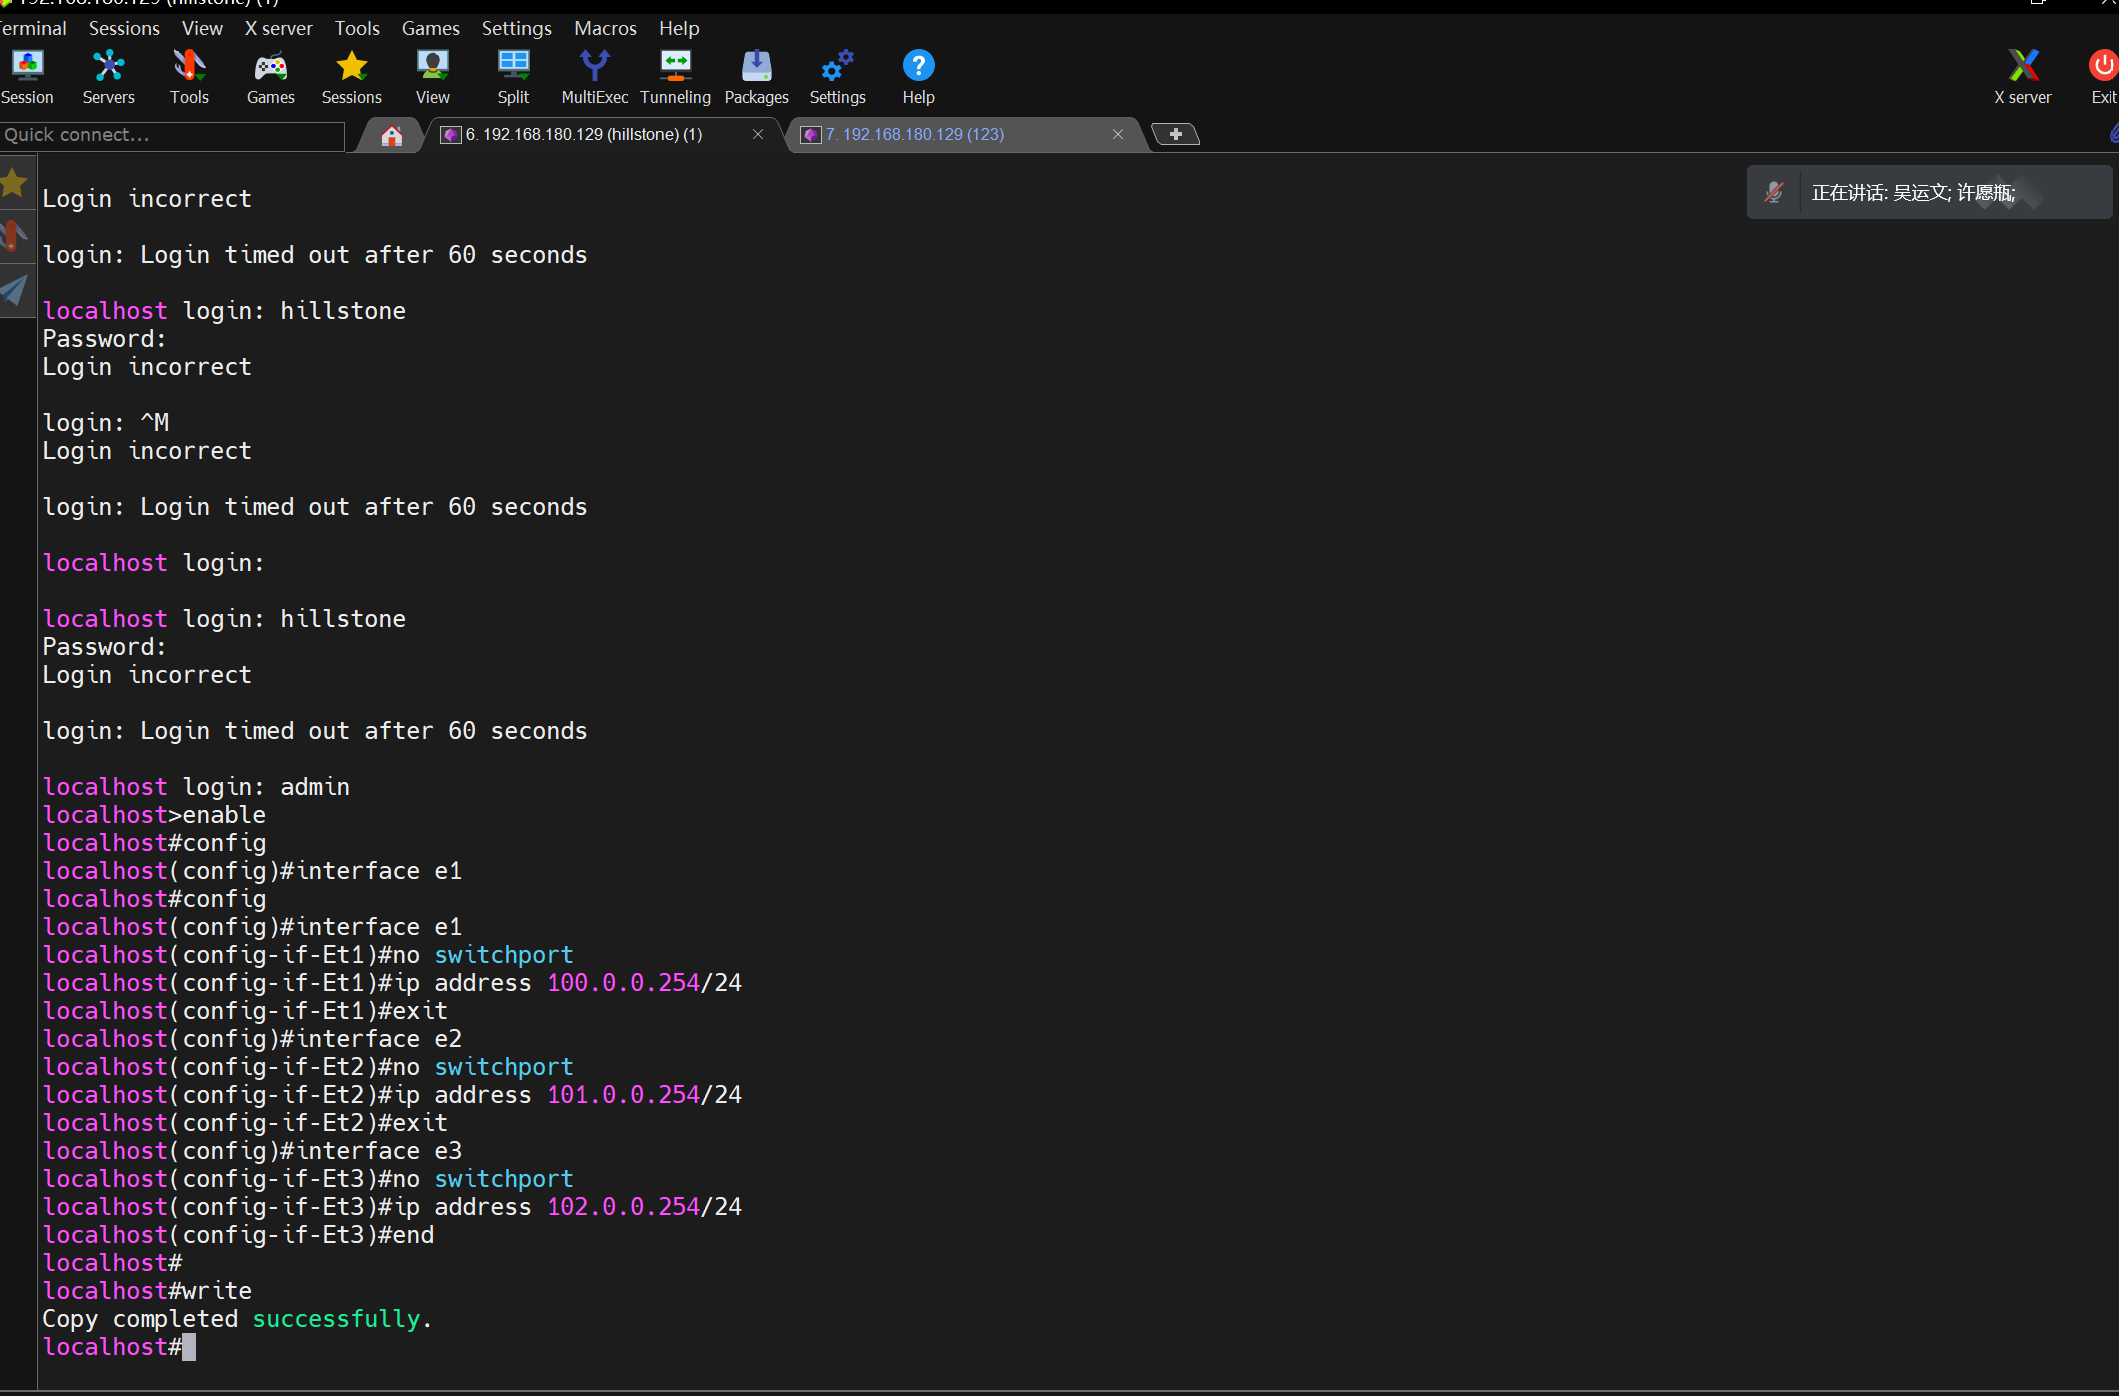 192.168.180.129 (hillstone) (1)
Terminal Sessions View X server Tools Games Settings Macros Help
Session Servers Tools Games Sessions View Split MultiExec Tunneling Packages Settings Help X server Exit
Quick connect... 6. 192.168.180.129 (hillstone) (1) 7. 192.168.180.129 (123)
正在讲话: 吴运文; 许愿瓶;
Login incorrect
login: Login timed out after 60 seconds
localhost login: hillstone
Password:
Login incorrect
login: ^M
Login incorrect
login: Login timed out after 60 seconds
localhost login:
localhost login: hillstone
Password:
Login incorrect
login: Login timed out after 60 seconds
localhost login: admin
localhost>enable
localhost#config
localhost(config)#interface e1
localhost#config
localhost(config)#interface e1
localhost(config-if-Et1)#no switchport
localhost(config-if-Et1)#ip address 100.0.0.254/24
localhost(config-if-Et1)#exit
localhost(config)#interface e2
localhost(config-if-Et2)#no switchport
localhost(config-if-Et2)#ip address 101.0.0.254/24
localhost(config-if-Et2)#exit
localhost(config)#interface e3
localhost(config-if-Et3)#no switchport
localhost(config-if-Et3)#ip address 102.0.0.254/24
localhost(config-if-Et3)#end
localhost#
localhost#write
Copy completed successfully.
localhost#